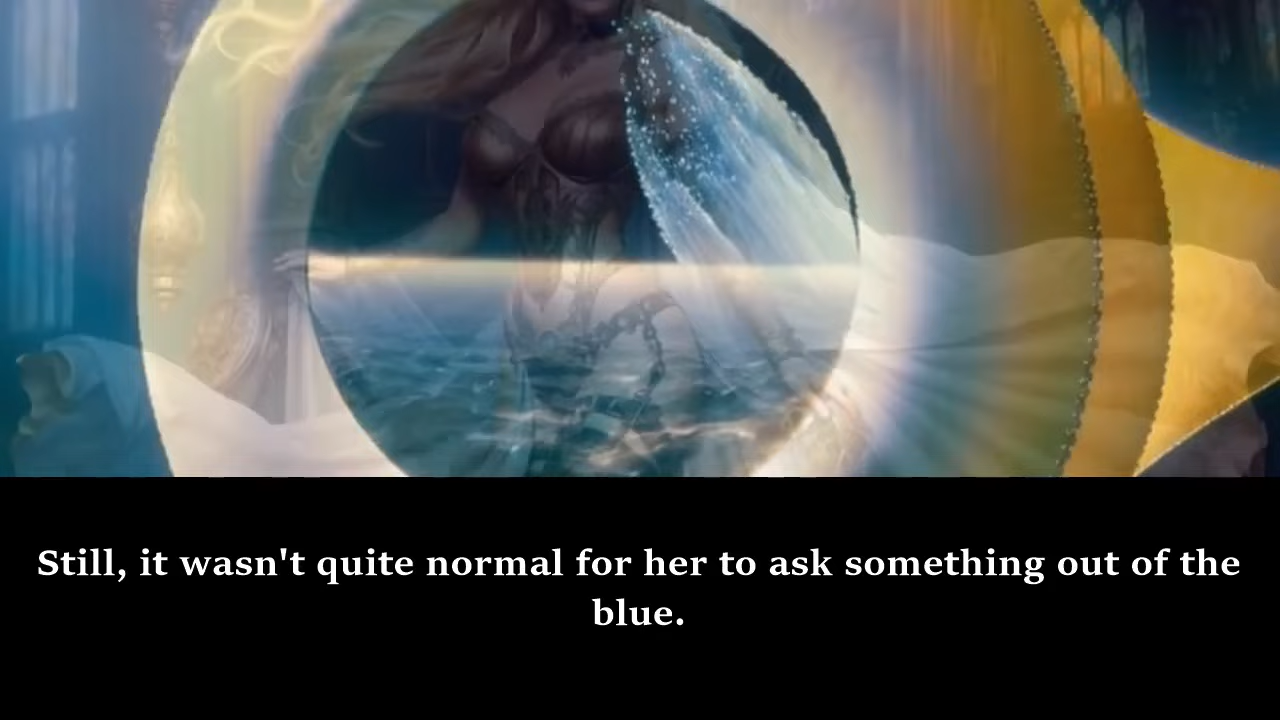 Still, it wasn't quite normal for her to ask something out of the
blue.